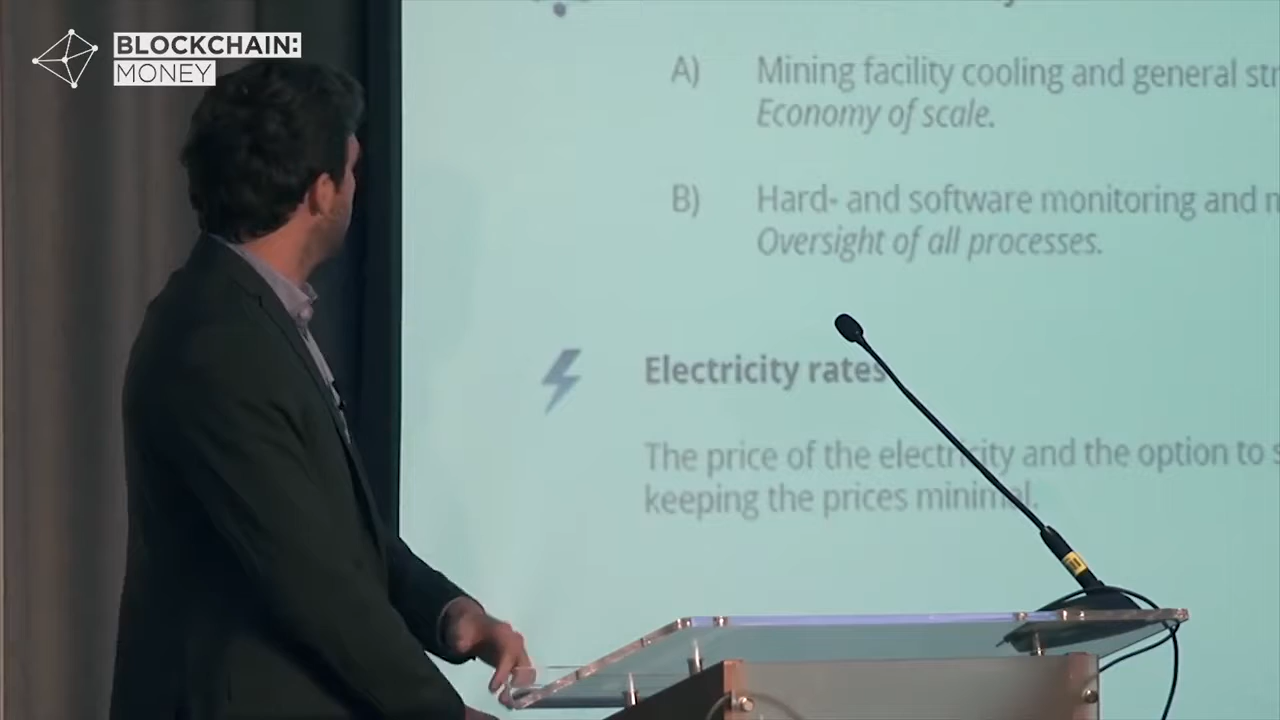 BLOCKCHAIN:
MONEY
A) Mining facility cooling and general
Economy of scale.
B) Hard- and software monitoring and
Oversight of all processes.
Electricity rates
The price of the electricity and the option to
keeping the prices minimal.